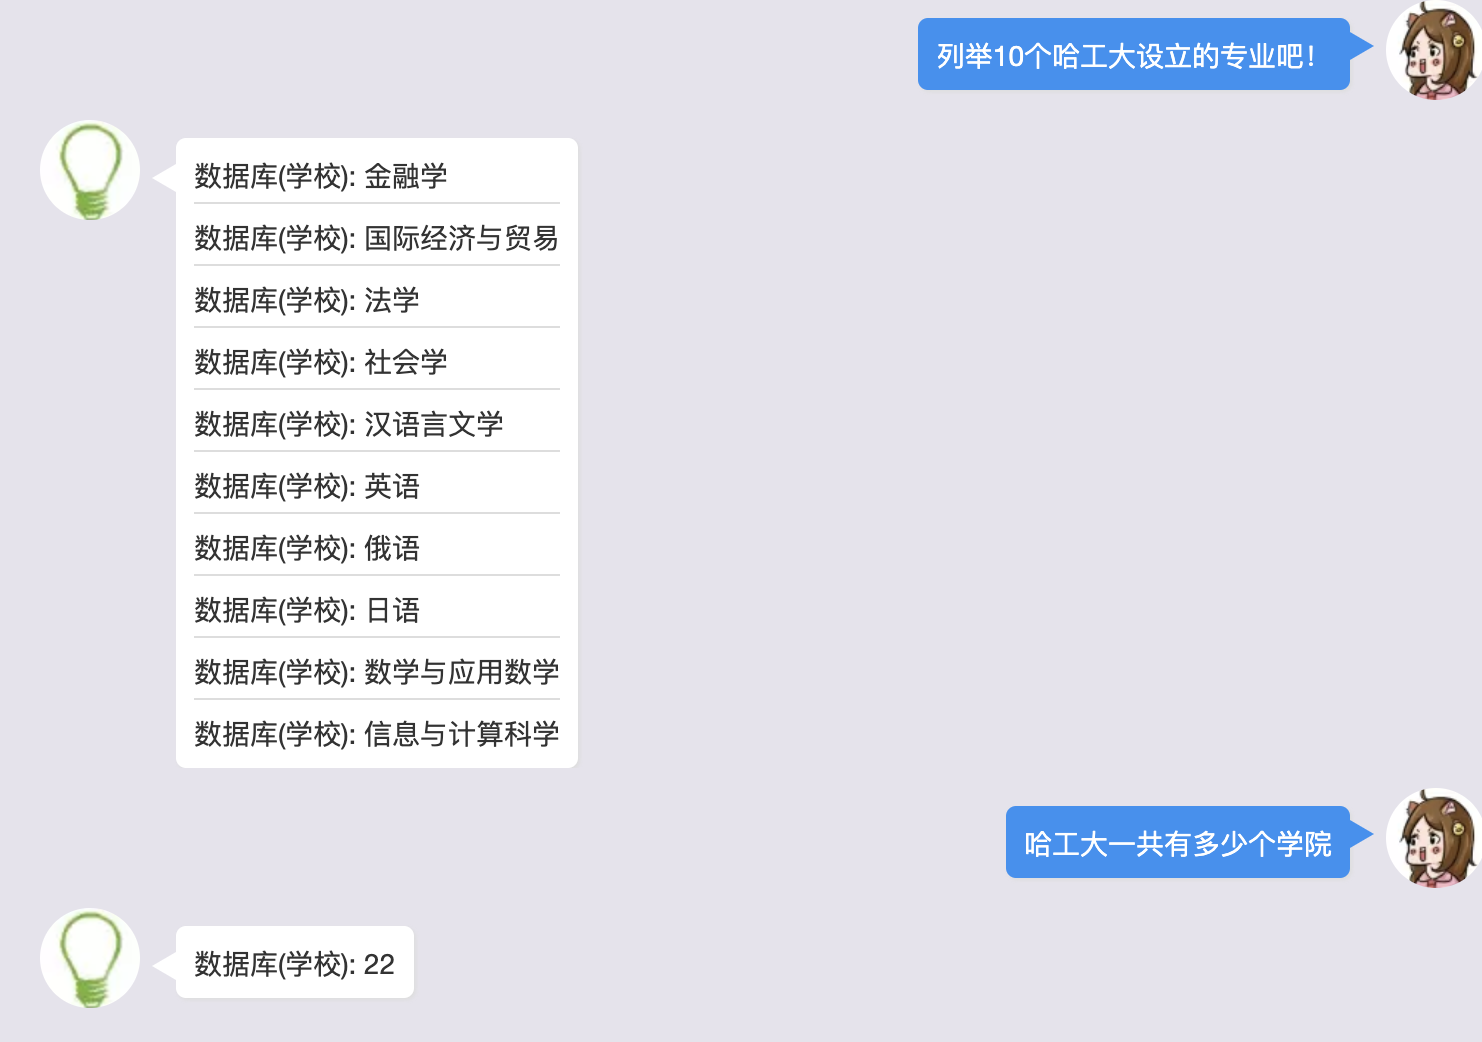 列举10个哈工大设立的专业吧！
数据库(学校): 金融学
数据库(学校): 国际经济与贸易
数据库(学校): 法学
数据库(学校): 社会学
数据库(学校): 汉语言文学
数据库(学校): 英语
数据库(学校): 俄语
数据库(学校): 日语
数据库(学校): 数学与应用数学
数据库(学校): 信息与计算科学
哈工大一共有多少个学院
数据库(学校): 22